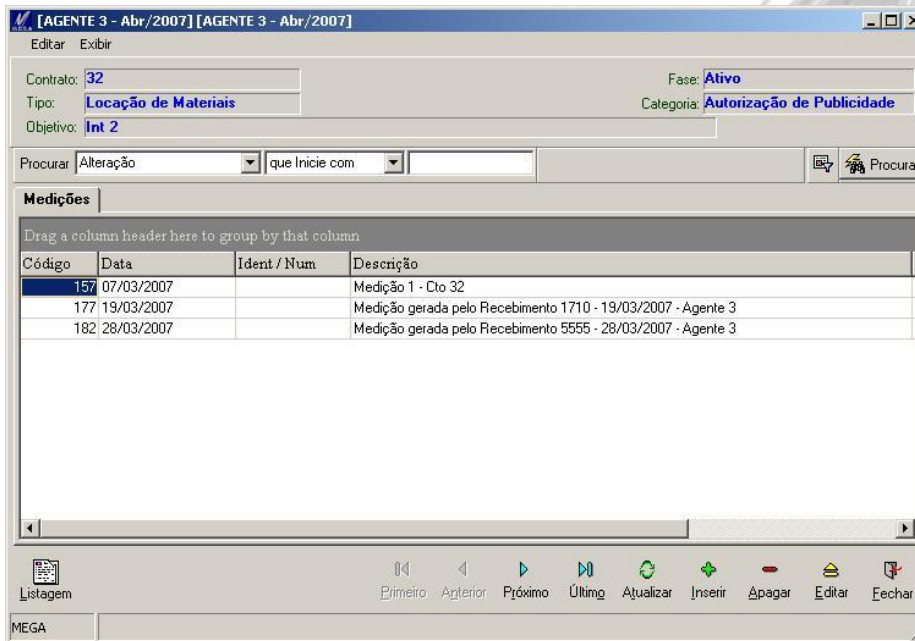 [AGENTE 3 - Abr/2007] [AGENTE 3 - Abr/2007]
Editar Exibir
Contrato: 32 Fase: Ativo
Tipo: Locação de Materiais Categoria: Autorização de Publicidade
Objetivo: Int 2
Procurar Alteração que Inicie com Procura
Medições
Drag a column header here to group by that column
Código Data Ident / Num Descrição
157 07/03/2007 Medição 1 - Cto 32
177 19/03/2007 Medição gerada pelo Recebimento 1710 - 19/03/2007 - Agente 3
182 28/03/2007 Medição gerada pelo Recebimento 5555 - 28/03/2007 - Agente 3
Listagem Primeiro Anterior Próximo Último Atualizar Inserir Apagar Editar Fechar
MEGA